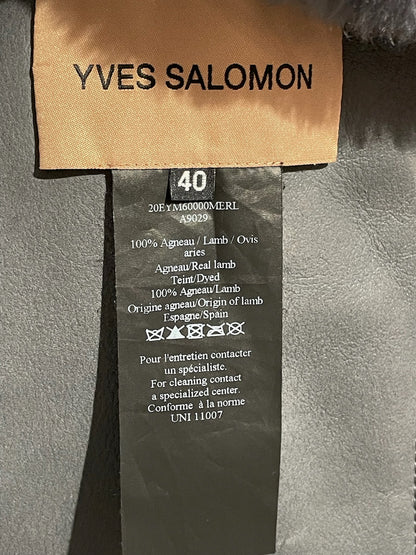 YVES SALOMON
40
20EYM60000MERL
A9029
100% Agneau / Lamb / Ovis
aries
Agneau/Real lamb
Teint/Dyed
100% Agneau/Lamb
Origine agneau/Origin of lamb
Espagne/Spain
Pour l'entretien contacter
un spécialiste.
For cleaning contact
a specialized center.
Conforme à la norme
UNI 11007